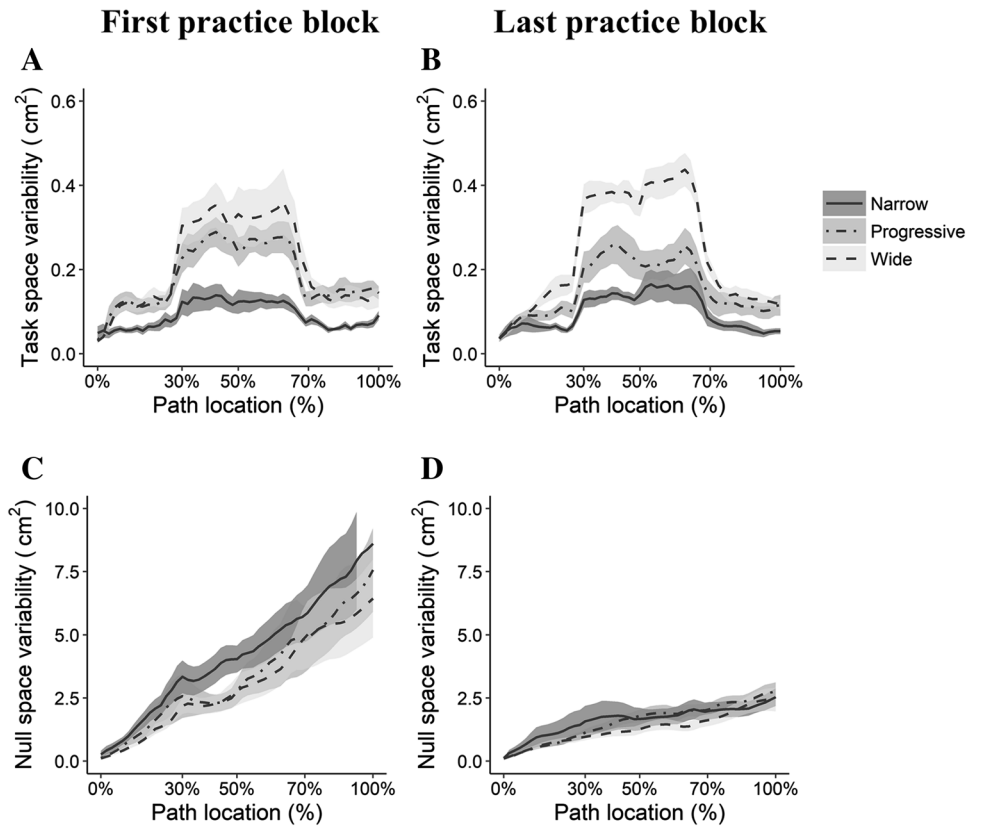 First practice block
Last practice block
A
B
Task space variability ( cm²)
0.6
0.4
0.2
0.0
0%
30%
50%
70%
100%
Path location (%)
Task space variability ( cm²)
0.6
0.4
0.2
0.0
0%
30%
50%
70%
100%
Path location (%)
Narrow
Progressive
Wide
C
D
Null space variability ( cm²)
10.0
7.5
5.0
2.5
0.0
0%
30%
50%
70%
100%
Path location (%)
Null space variability ( cm²)
10.0
7.5
5.0
2.5
0.0
0%
30%
50%
70%
100%
Path location (%)